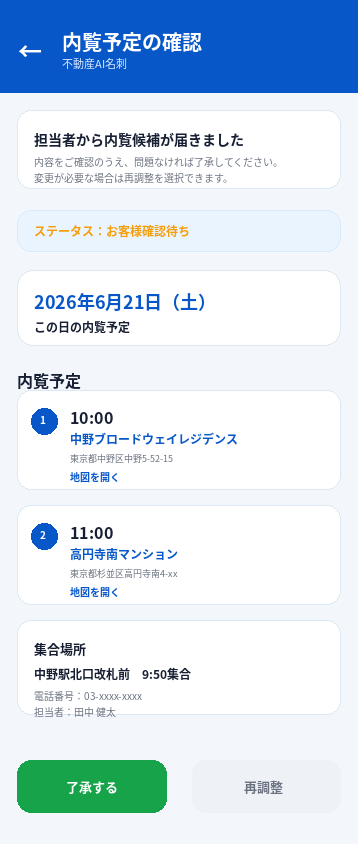 ←
内覧予定の確認
不動産AI名刺
担当者から内覧候補が届きました
内容をご確認のうえ、問題なければ了承してください。
変更が必要な場合は再調整を選択できます。
ステータス：お客様確認待ち
2026年6月21日（土）
この日の内覧予定
内覧予定
1
10:00
中野ブロードウェイレジデンス
東京都中野区中野5-52-15
地図を開く
2
11:00
高円寺南マンション
東京都杉並区高円寺南4-xx
地図を開く
集合場所
中野駅北口改札前　9:50集合
電話番号：03-xxxx-xxxx
担当者：田中 健太
了承する
再調整